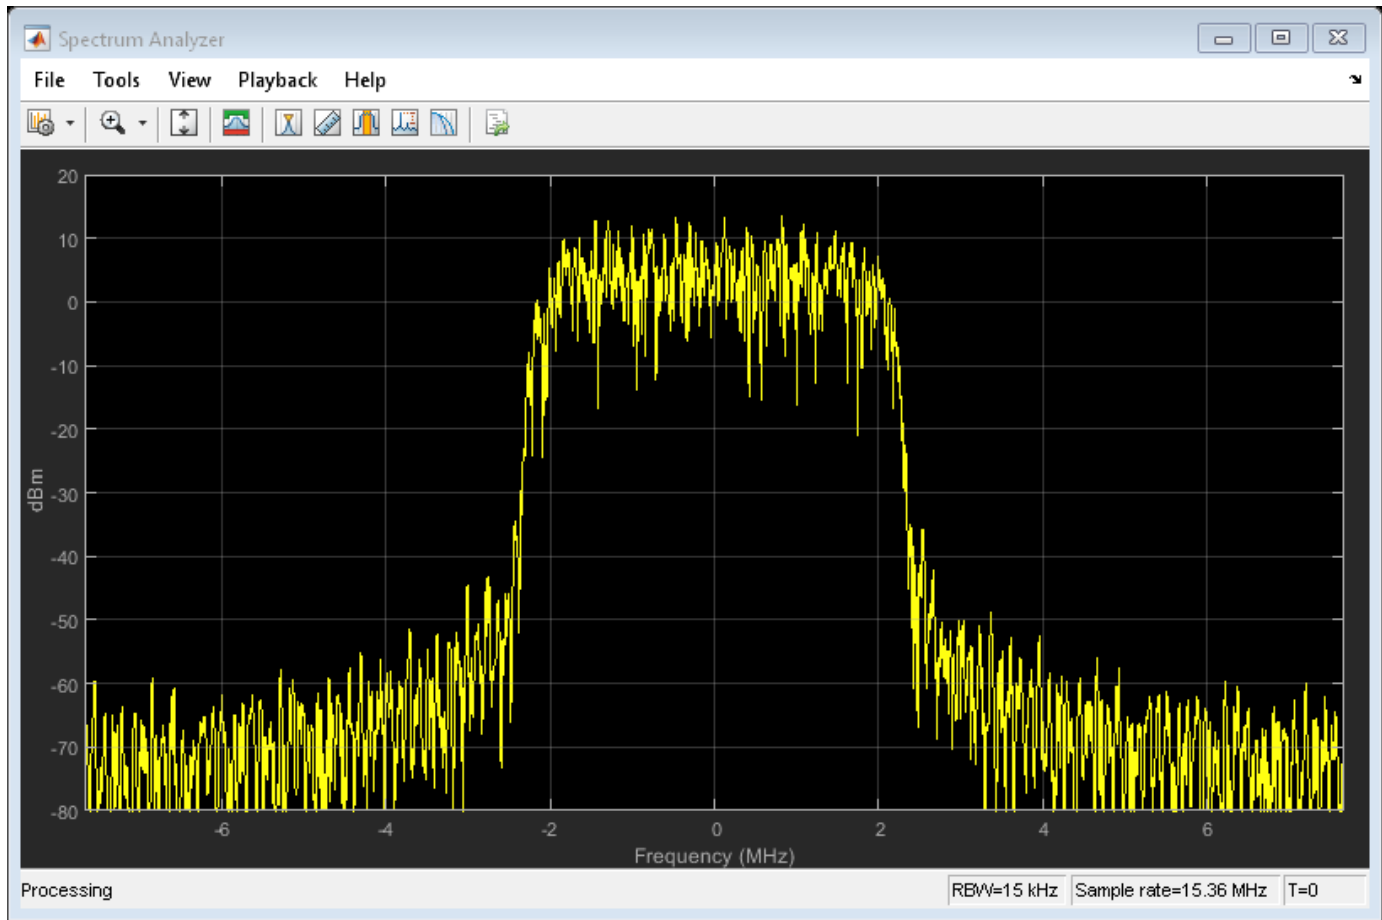 Spectrum Analyzer
File Tools View Playback Help
20
10
0
-10
-20
-30
-40
-50
-60
-70
-80
dBm
-6 -4 -2 0 2 4 6
Frequency (MHz)
Processing RBW=15 kHz Sample rate=15.36 MHz T=0